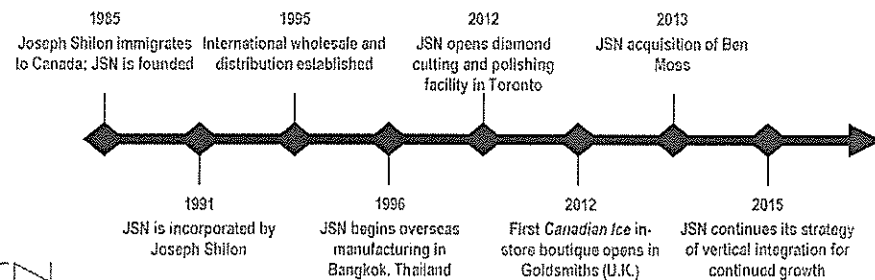 1985
Joseph Shilon immigrates
to Canada; JSN is founded
1995
International wholesale and
distribution established
2012
JSN opens diamond
cutting and polishing
facility in Toronto
2013
JSN acquisition of Ben
Moss
1991
JSN is incorporated by
Joseph Shilon
1996
JSN begins overseas
manufacturing in
Bangkok, Thailand
2012
First Canadian Ice in-
store boutique opens in
Goldsmiths (U.K.)
2015
JSN continues its strategy
of vertical integration for
continued growth